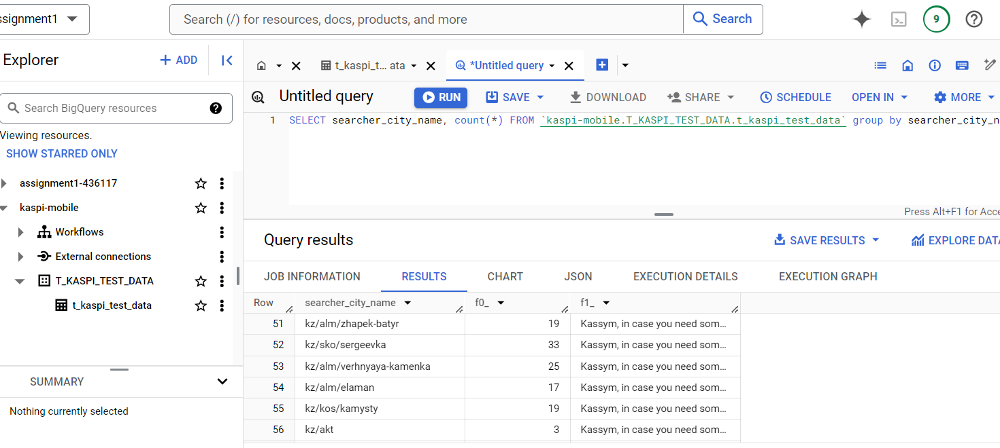 ssignment1
Search (/) for resources, docs, products, and more
Search
9
Explorer
+ ADD
t_kaspi_t... ata
*Untitled query
Search BigQuery resources
Untitled query
RUN
SAVE
DOWNLOAD
SHARE
SCHEDULE
OPEN IN
MORE
Viewing resources.
SHOW STARRED ONLY
1 SELECT searcher_city_name, count(*) FROM `kaspi-mobile.T_KASPI_TEST_DATA.t_kaspi_test_data` group by searcher_city_n
assignment1-436117
kaspi-mobile
Workflows
External connections
T_KASPI_TEST_DATA
t_kaspi_test_data
Press Alt+F1 for Acce
Query results
SAVE RESULTS
EXPLORE DATA
JOB INFORMATION
RESULTS
CHART
JSON
EXECUTION DETAILS
EXECUTION GRAPH
Row searcher_city_name f0_ f1_
51 kz/alm/zhapek-batyr 19 Kassym, in case you need som...
52 kz/sko/sergeevka 33 Kassym, in case you need som...
53 kz/alm/verhnyaya-kamenka 25 Kassym, in case you need som...
54 kz/alm/elaman 17 Kassym, in case you need som...
55 kz/kos/kamysty 19 Kassym, in case you need som...
56 kz/akt 3 Kassym, in case you need som...
SUMMARY
Nothing currently selected